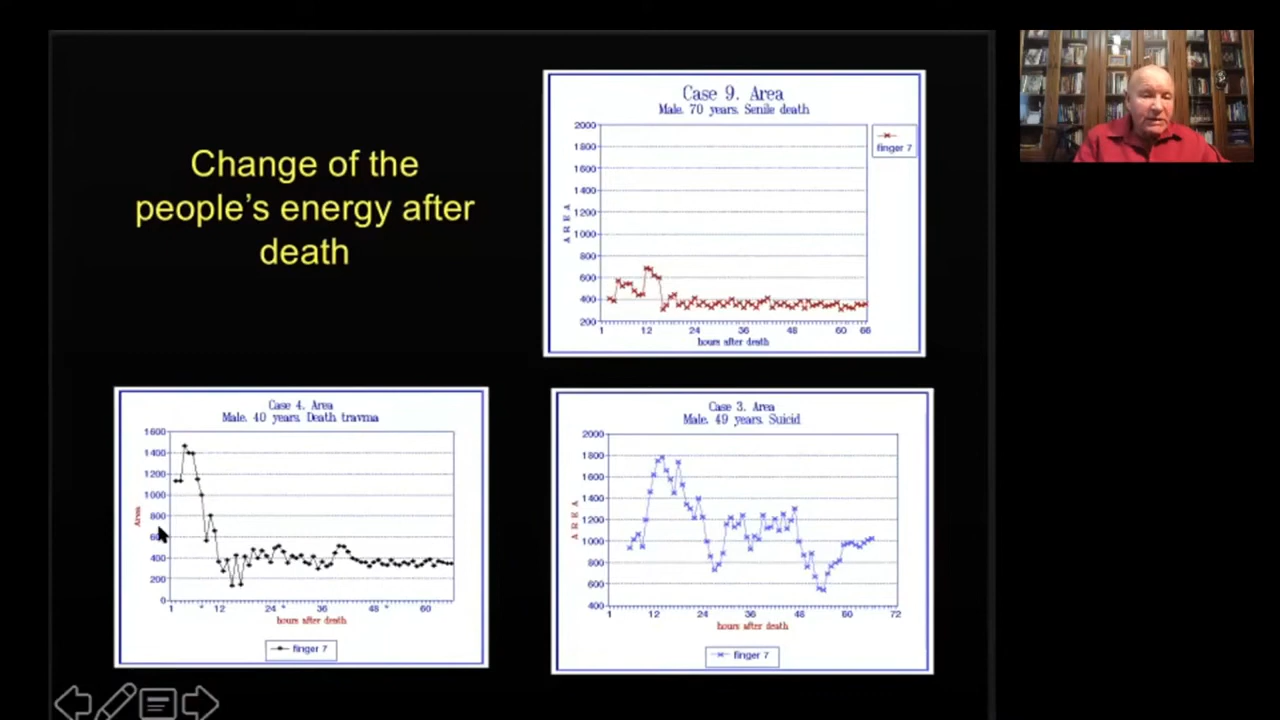 Change of the
people's energy after
death
Case 9. Area
Male. 70 years. Senile death
2000
1800
1600
1400
1200
1000
800
600
400
200
AREA
1 12 24 36 48 60 66
hours after death
finger 7
Case 4. Area
Male. 40 years. Death travma
1600
1400
1200
1000
800
600
400
200
0
Area
1 12 24 36 48 60
hours after death
finger 7
Case 3. Area
Male. 49 years. Suicid
2000
1800
1600
1400
1200
1000
800
600
400
AREA
1 12 24 36 48 60 72
hours after death
finger 7